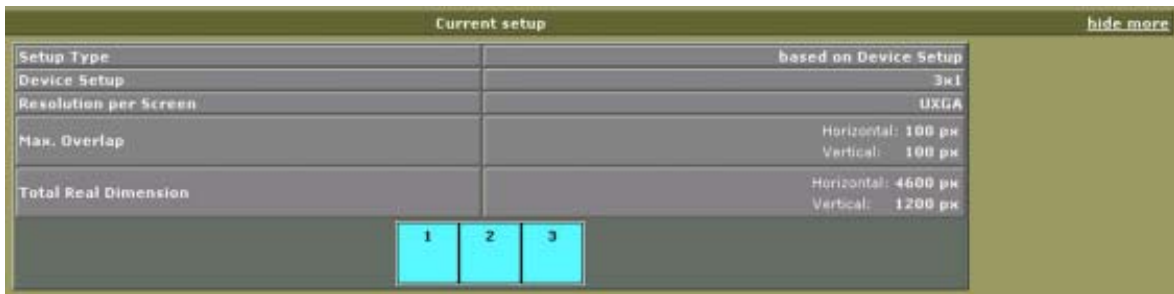 Current setup hide more
Setup Type based on Device Setup
Device Setup 3x1
Resolution per Screen UXGA
Max. Overlap Horizontal: 100 px
Vertical: 100 px
Total Real Dimension Horizontal: 4600 px
Vertical: 1200 px
1 2 3